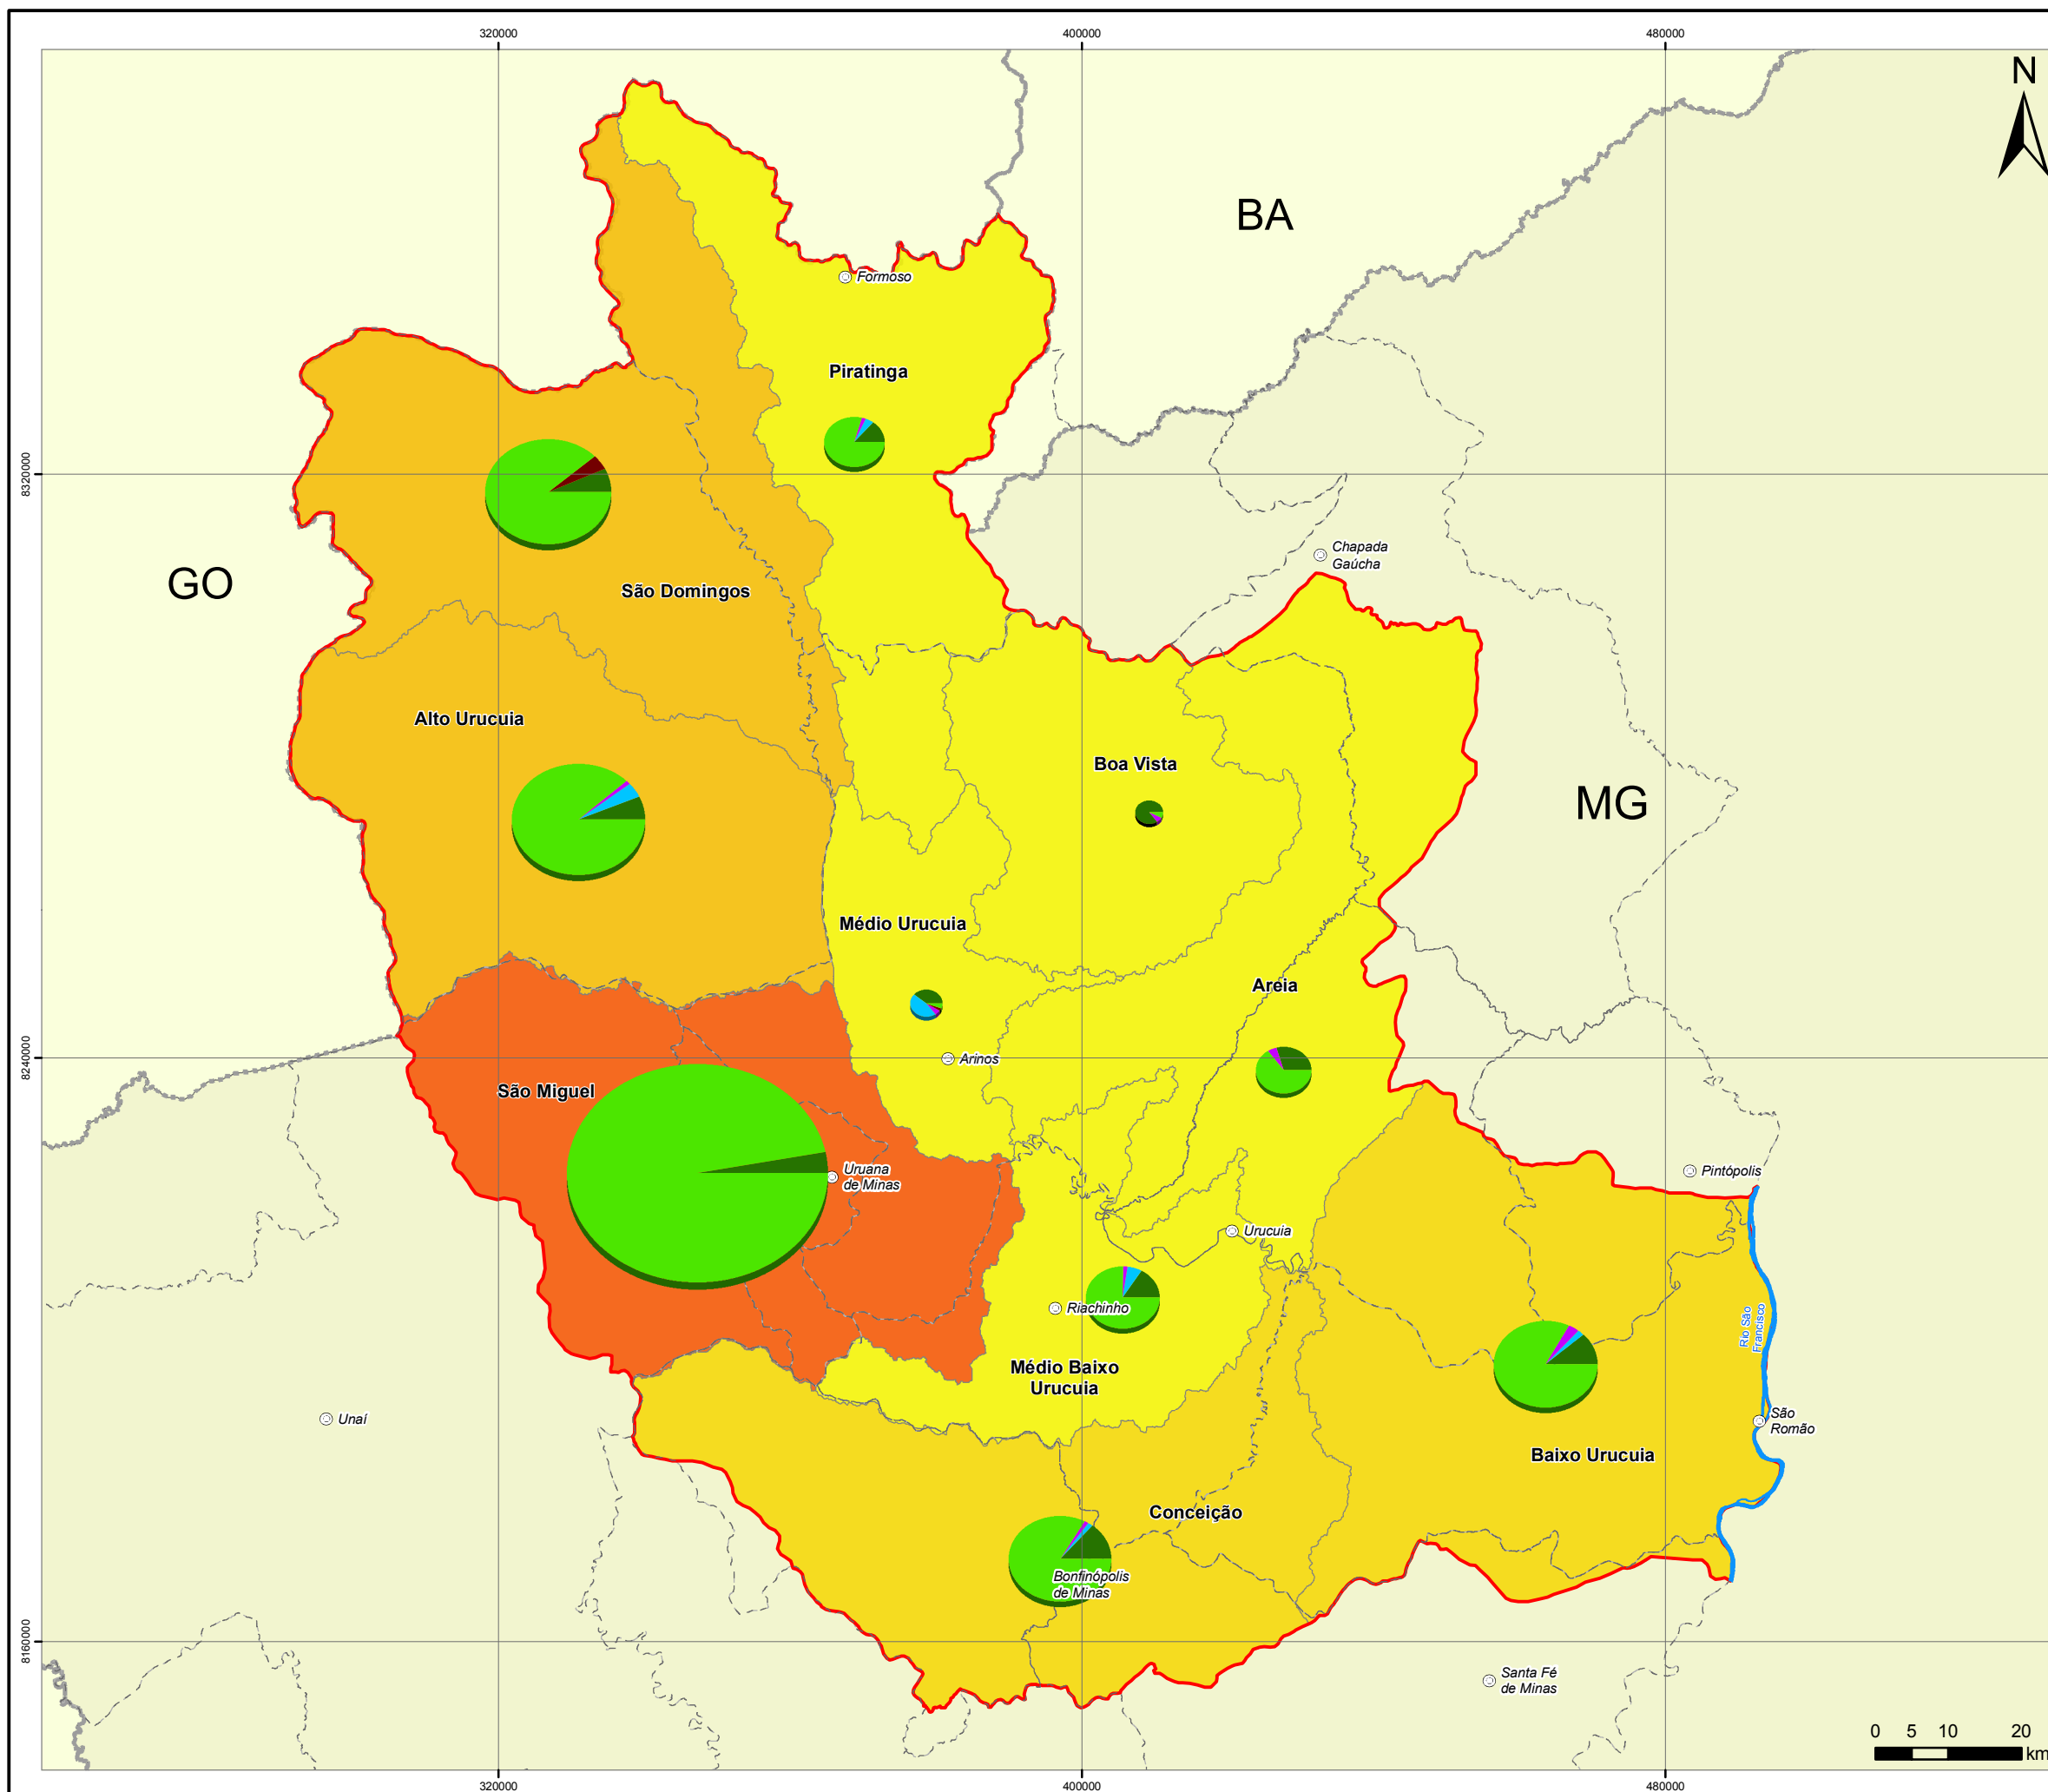 320000
400000
480000
N
BA
Formoso
Piratinga
8320000
Chapada
Gaúcha
GO
São Domingos
Alto Urucuia
Boa Vista
MG
Médio Urucuia
Areia
8240000
Arinos
São Miguel
Uruana
de Minas
Pintópolis
Urucuia
Riachinho
Rio São
Francisco
Médio Baixo
Urucuia
Unaí
São
Romão
Baixo Urucuia
Conceição
Bonfinópolis
de Minas
8160000
Santa Fé
de Minas
0 5 10 20
km
320000
400000
480000